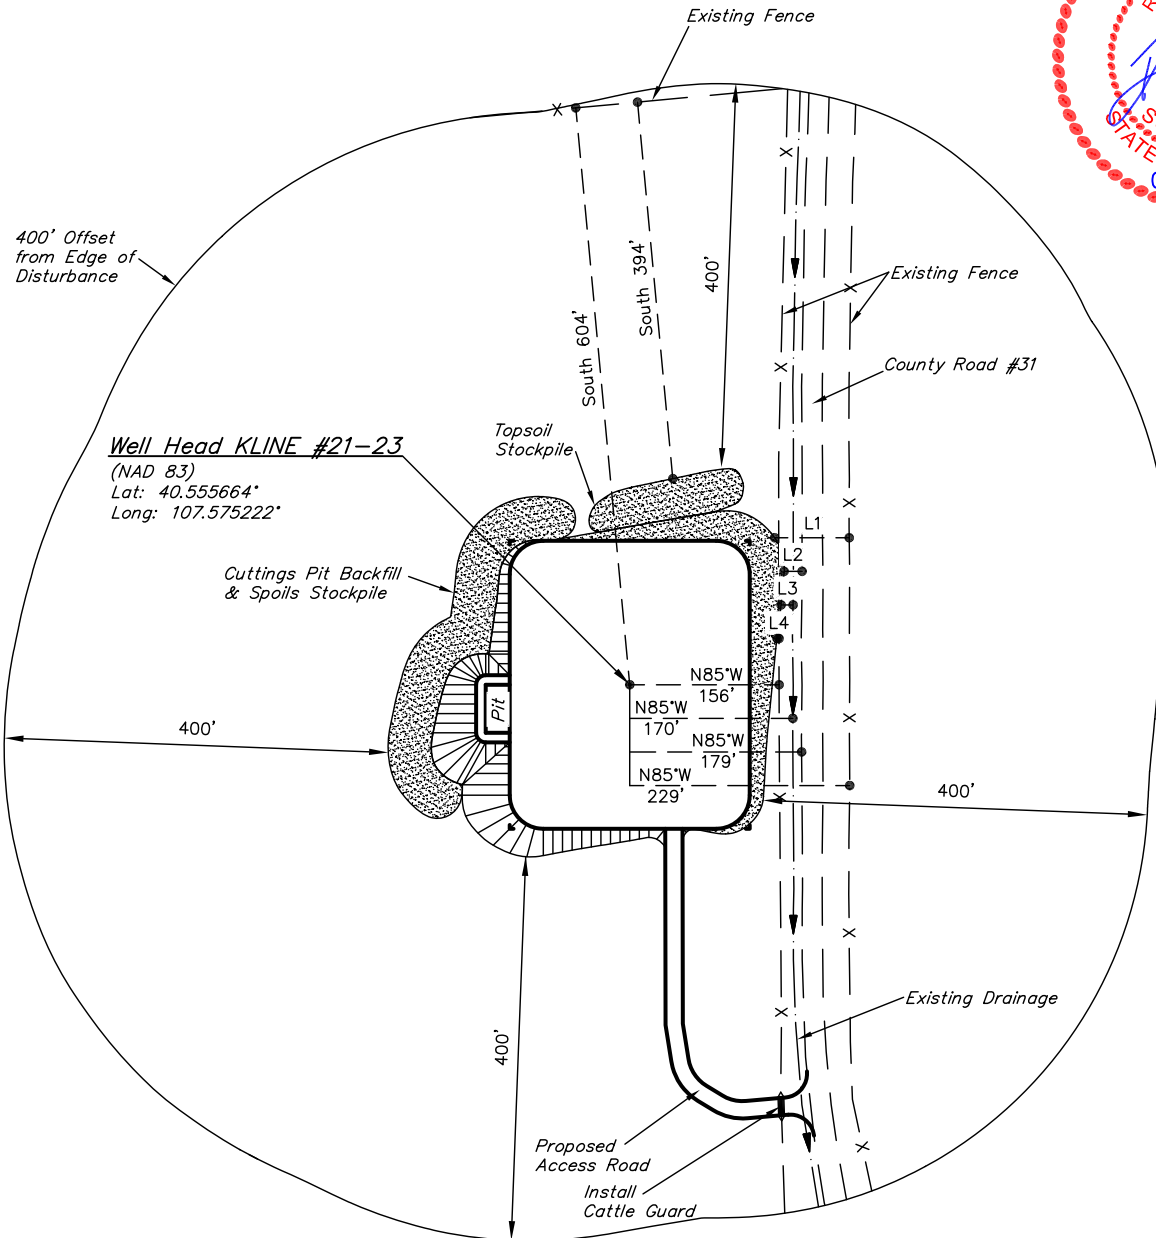 Existing Fence
400' Offset
from Edge of
Disturbance
South 604'
South 394'
400'
Existing Fence
County Road #31
Well Head KLINE #21-23
(NAD 83)
Lat: 40.555664°
Long: 107.575222°
Topsoil
Stockpile
Cuttings Pit Backfill
& Spoils Stockpile
L1
L2
L3
L4
Pit
N85°W
156'
N85°W
170'
N85°W
179'
N85°W
229'
400'
400'
400'
Existing Drainage
Proposed
Access Road
Install
Cattle Guard
X
X
X
X
X
X
X
X
X
X
X
STATE